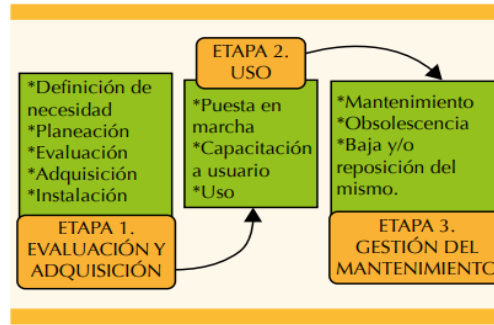 *Definición de
necesidad
*Planeación
*Evaluación
*Adquisición
*Instalación
ETAPA 1.
EVALUACIÓN Y
ADQUISICIÓN
ETAPA 2.
USO
*Puesta en
marcha
*Capacitación
a usuario
*Uso
*Mantenimiento
*Obsolescencia
*Baja y/o
reposición del
mismo.
ETAPA 3.
GESTIÓN DEL
MANTENIMIENTO